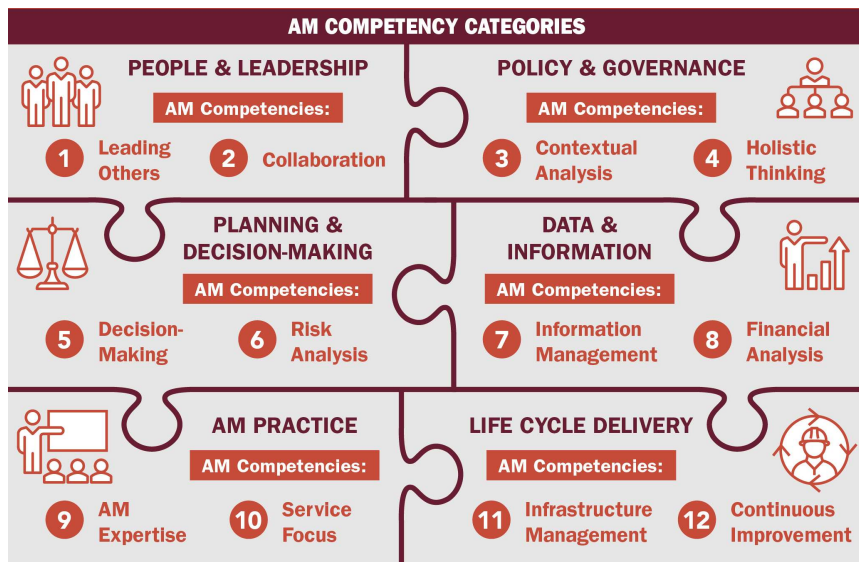 AM COMPETENCY CATEGORIES
PEOPLE & LEADERSHIP
AM Competencies:
1 Leading
Others
2 Collaboration
POLICY & GOVERNANCE
AM Competencies:
3 Contextual
Analysis
4 Holistic
Thinking
PLANNING &
DECISION-MAKING
AM Competencies:
5 Decision-
Making
6 Risk
Analysis
DATA &
INFORMATION
AM Competencies:
7 Information
Management
8 Financial
Analysis
AM PRACTICE
AM Competencies:
9 AM
Expertise
10 Service
Focus
LIFE CYCLE DELIVERY
AM Competencies:
11 Infrastructure
Management
12 Continuous
Improvement